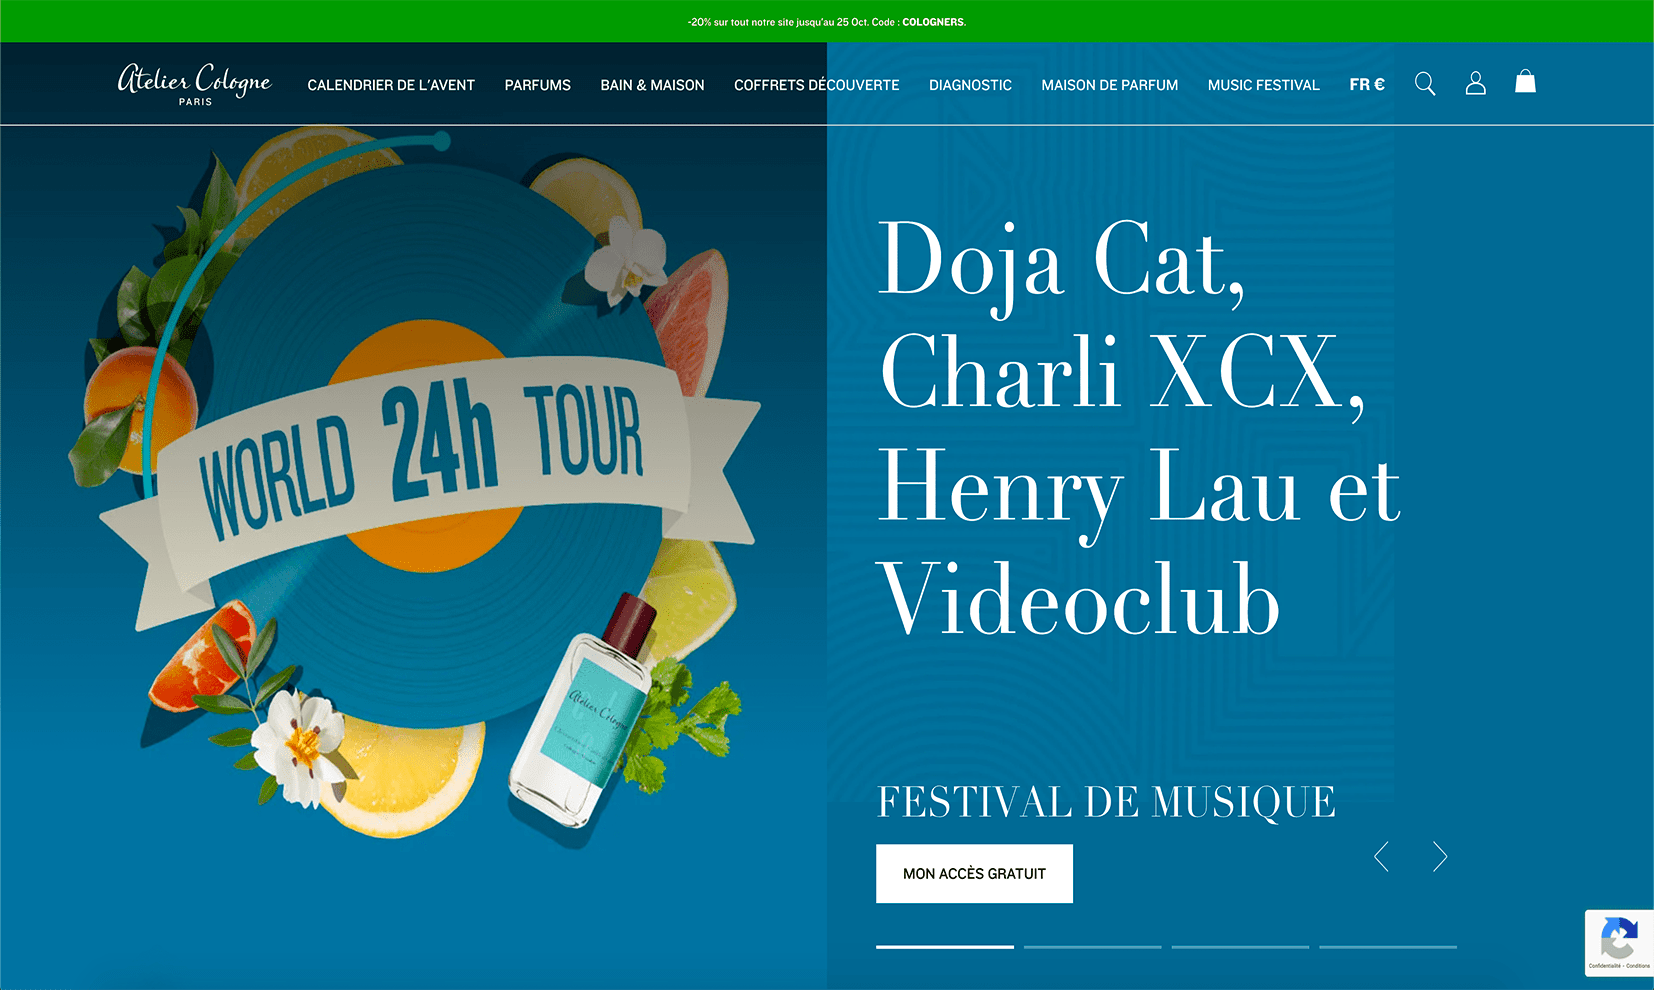 -20% sur tout notre site jusqu'au 25 Oct. Code : COLOGNERS.
Atelier Cologne
PARIS
CALENDRIER DE L'AVENT
PARFUMS
BAIN & MAISON
COFFRETS DÉCOUVERTE
DIAGNOSTIC
MAISON DE PARFUM
MUSIC FESTIVAL
FR €
WORLD 24h TOUR
Atelier Cologne
Doja Cat,
Charli XCX,
Henry Lau et
Videoclub
FESTIVAL DE MUSIQUE
MON ACCÈS GRATUIT
Confidentialité - Conditions